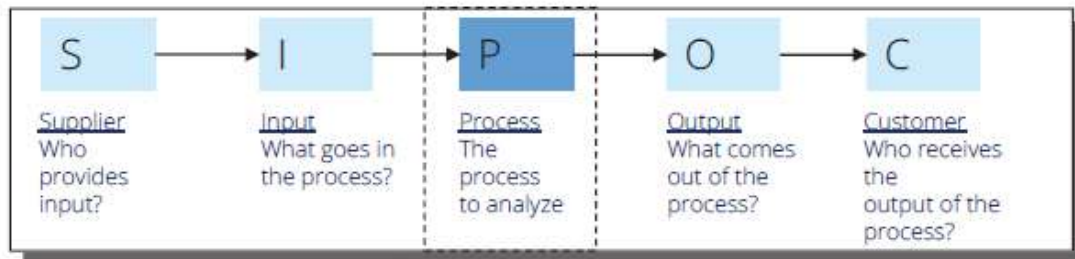 S
I
P
O
C
Supplier
Who
provides
input?
Input
What goes in
the process?
Process
The
process
to analyze
Output
What comes
out of the
process?
Customer
Who receives
the
output of the
process?